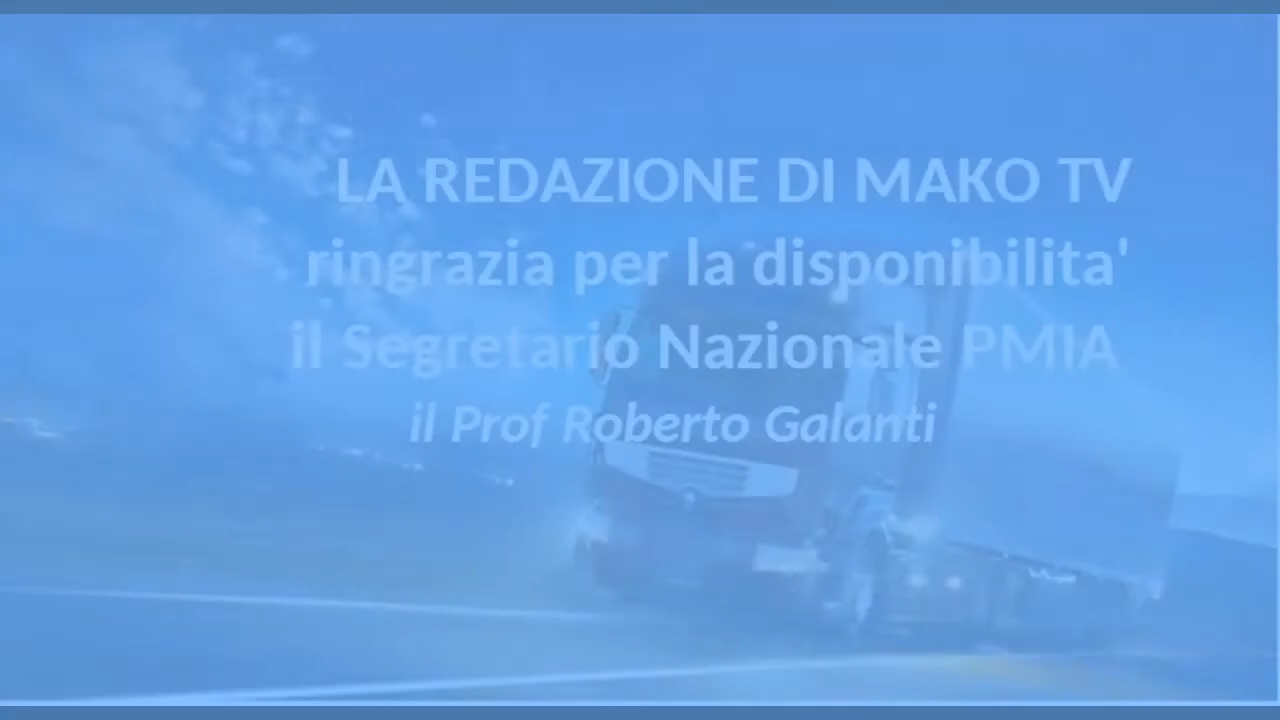 LA REDAZIONE DI MAKO TV
ringrazia per la disponibilita'
il Segretario Nazionale PMIA
il Prof Roberto Galanti